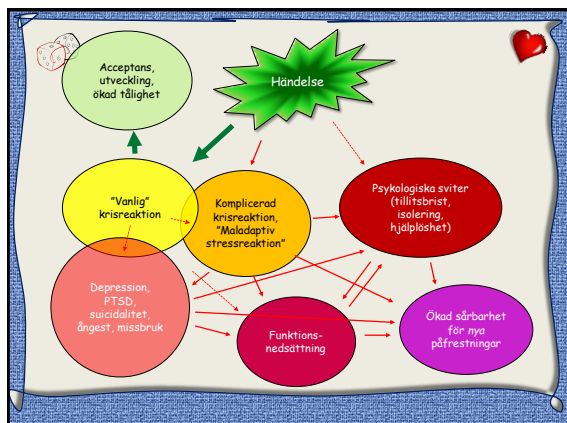 Acceptans,
utveckling,
ökad tålighet
Händelse
"Vanlig"
krisreaktion
Komplicerad
krisreaktion,
"Maladaptiv
stressreaktion"
Psykologiska sviter
(tillitsbrist,
isolering,
hjälplöshet)
Depression,
PTSD,
suicidalitet,
ångest, missbruk
Funktions-
nedsättning
Ökad sårbarhet
för nya
påfrestningar